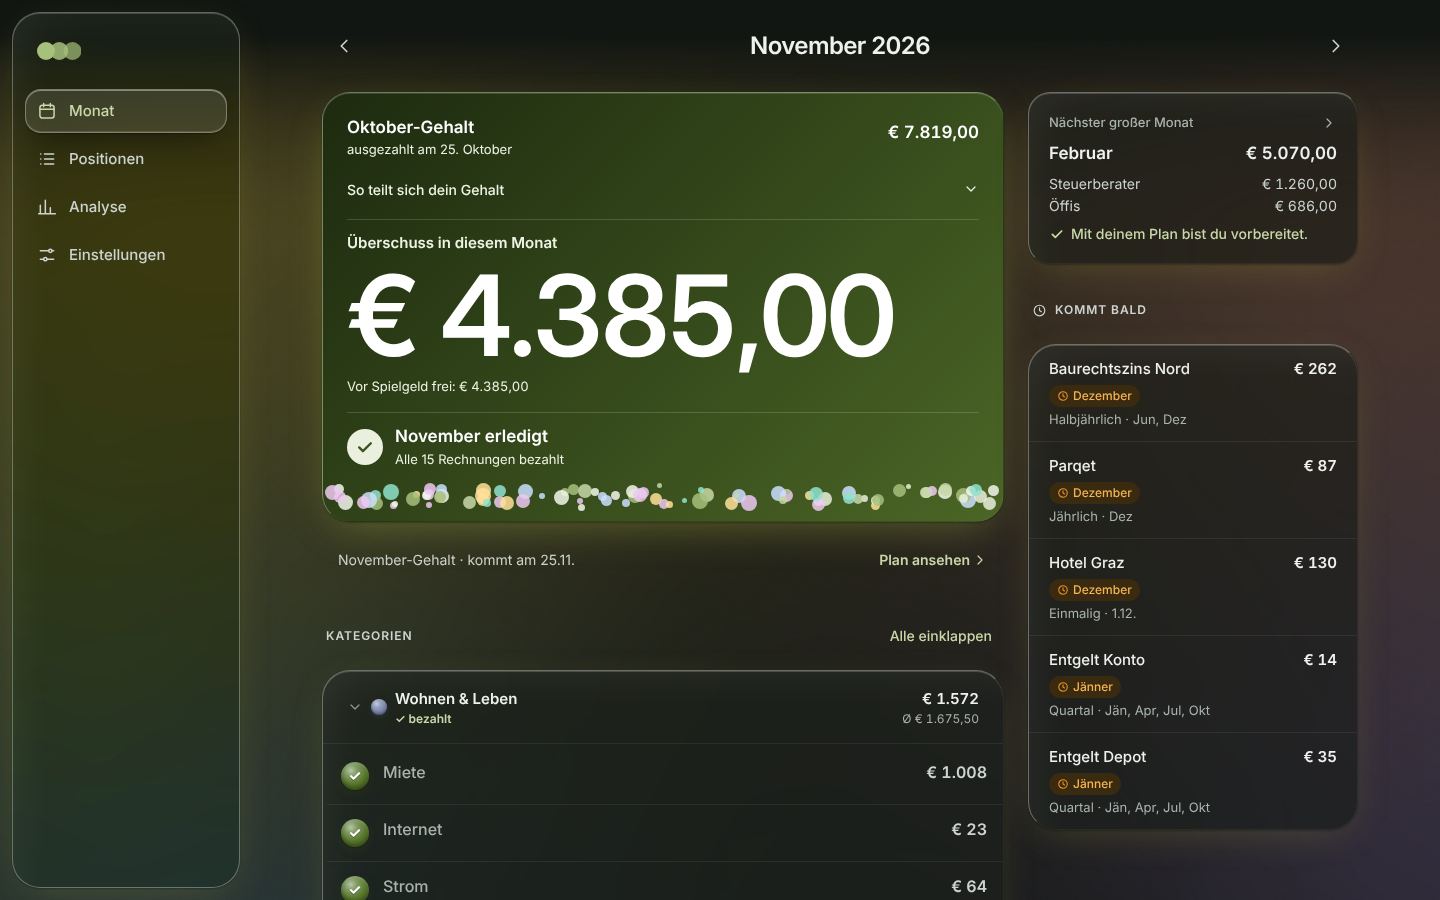 November 2026
Monat
Positionen
Analyse
Einstellungen
Oktober-Gehalt
€ 7.819,00
ausgezahlt am 25. Oktober
So teilt sich dein Gehalt
Überschuss in diesem Monat
€ 4.385,00
Vor Spielgeld frei: € 4.385,00
November erledigt
Alle 15 Rechnungen bezahlt
November-Gehalt · kommt am 25.11.
Plan ansehen
KATEGORIEN
Alle einklappen
Wohnen & Leben
€ 1.572
bezahlt
Ø € 1.675,50
Miete
€ 1.008
Internet
€ 23
Strom
€ 64
Nächster großer Monat
Februar
€ 5.070,00
Steuerberater
€ 1.260,00
Öffis
€ 686,00
Mit deinem Plan bist du vorbereitet.
KOMMT BALD
Baurechtszins Nord
€ 262
Dezember
Halbjährlich · Jun, Dez
Parqet
€ 87
Dezember
Jährlich · Dez
Hotel Graz
€ 130
Dezember
Einmalig · 1.12.
Entgelt Konto
€ 14
Jänner
Quartal · Jän, Apr, Jul, Okt
Entgelt Depot
€ 35
Jänner
Quartal · Jän, Apr, Jul, Okt